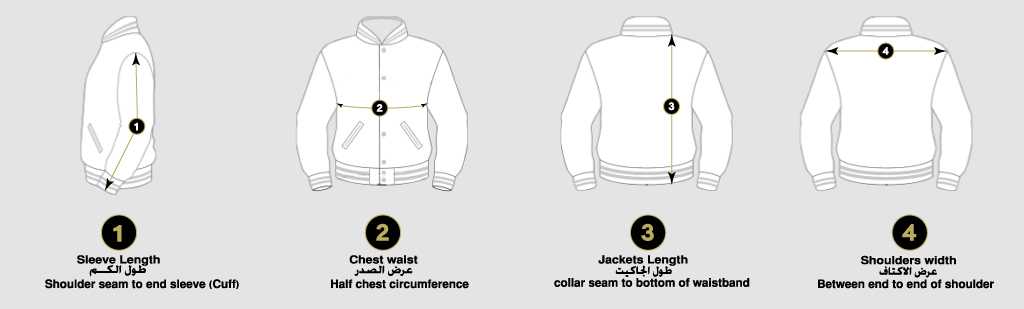 1
2
3
4
1
Sleeve Length
طول الكـــم
Shoulder seam to end sleeve (Cuff)
2
Chest waist
عرض الصدر
Half chest circumference
3
Jackets Length
طول الجاكيت
collar seam to bottom of waistband
4
Shoulders width
عرض الاكتاف
Between end to end of shoulder